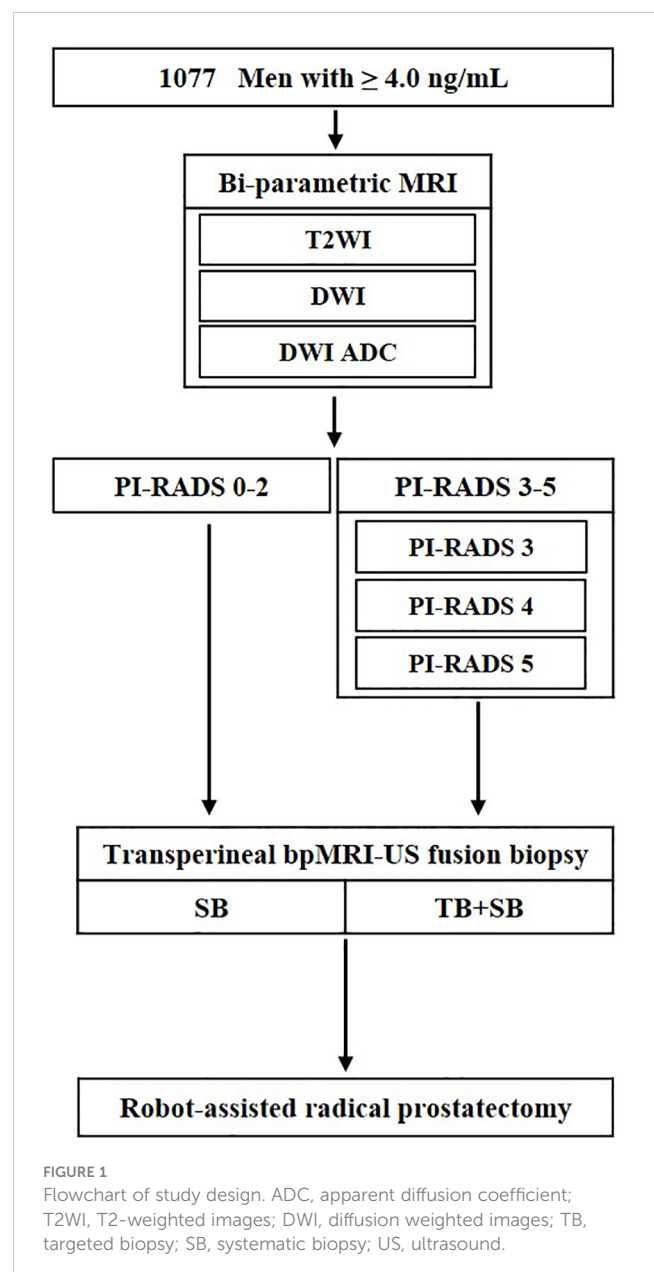 1077 Men with ≥ 4.0 ng/mL
Bi-parametric MRI
T2WI
DWI
DWI ADC
PI-RADS 0-2
PI-RADS 3-5
PI-RADS 3
PI-RADS 4
PI-RADS 5
Transperineal bpMRI-US fusion biopsy
SB
TB+SB
Robot-assisted radical prostatectomy
FIGURE 1
Flowchart of study design. ADC, apparent diffusion coefficient;
T2WI, T2-weighted images; DWI, diffusion weighted images; TB,
targeted biopsy; SB, systematic biopsy; US, ultrasound.